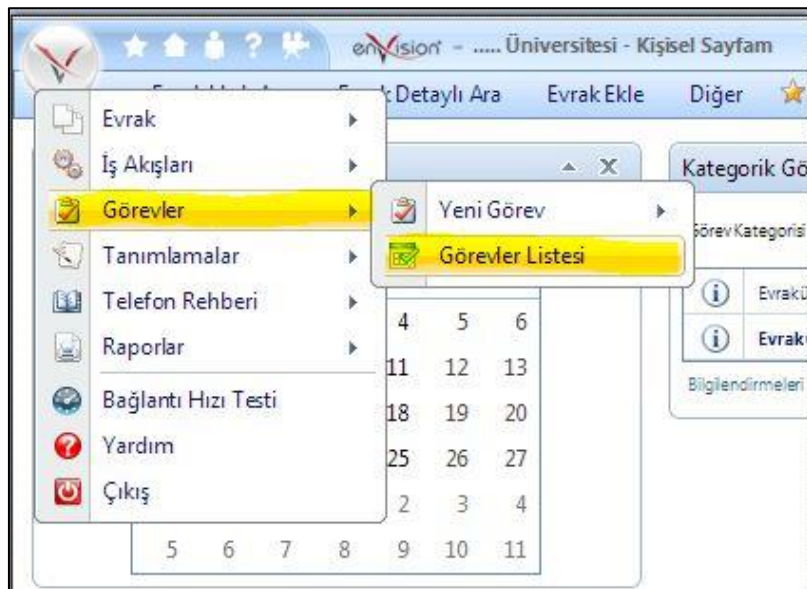 enVision - ..... Üniversitesi - Kişisel Sayfam
Detaylı Ara Evrak Ekle Diğer
Evrak
İş Akışları
Görevler
Tanımlamalar
Telefon Rehberi
Raporlar
Bağlantı Hızı Testi
Yardım
Çıkış
Yeni Görev
Görevler Listesi
Kategorik
Görev Kategorisi
Bilgilendirmeleri
4 5 6
11 12 13
18 19 20
25 26 27
2 3 4
5 6 7 8 9 10 11